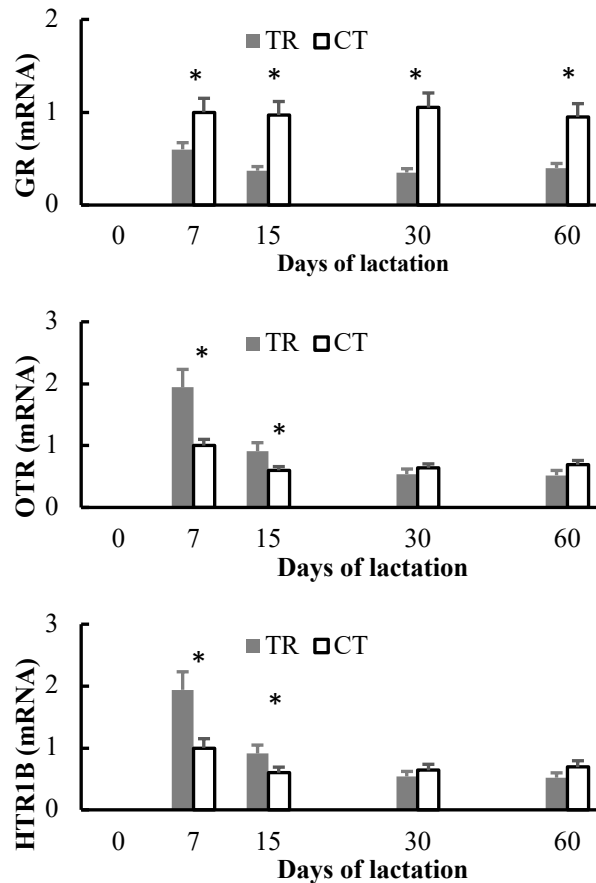 2
TR CT
* * * *
1
GR (mRNA)
0
0 7 15 30 60
Days of lactation
3
TR CT
*
2
*
OTR (mRNA)
1
0
0 7 15 30 60
Days of lactation
3
TR CT
*
2
*
HTR1B (mRNA)
1
0
0 7 15 30 60
Days of lactation